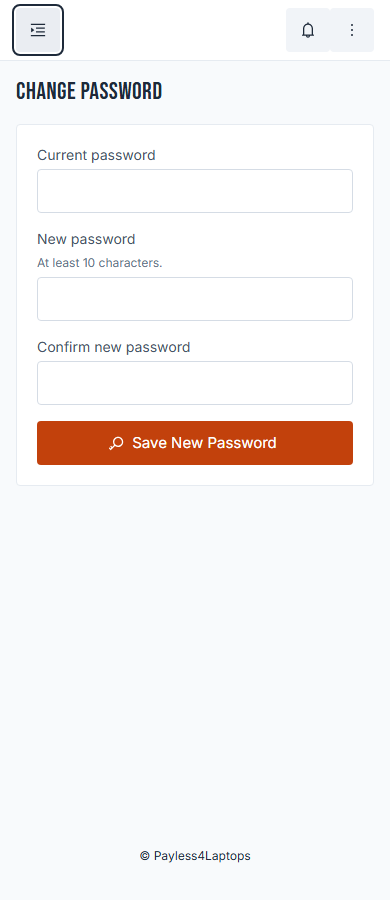 CHANGE PASSWORD
Current password
New password
At least 10 characters.
Confirm new password
Save New Password
© Payless4Laptops